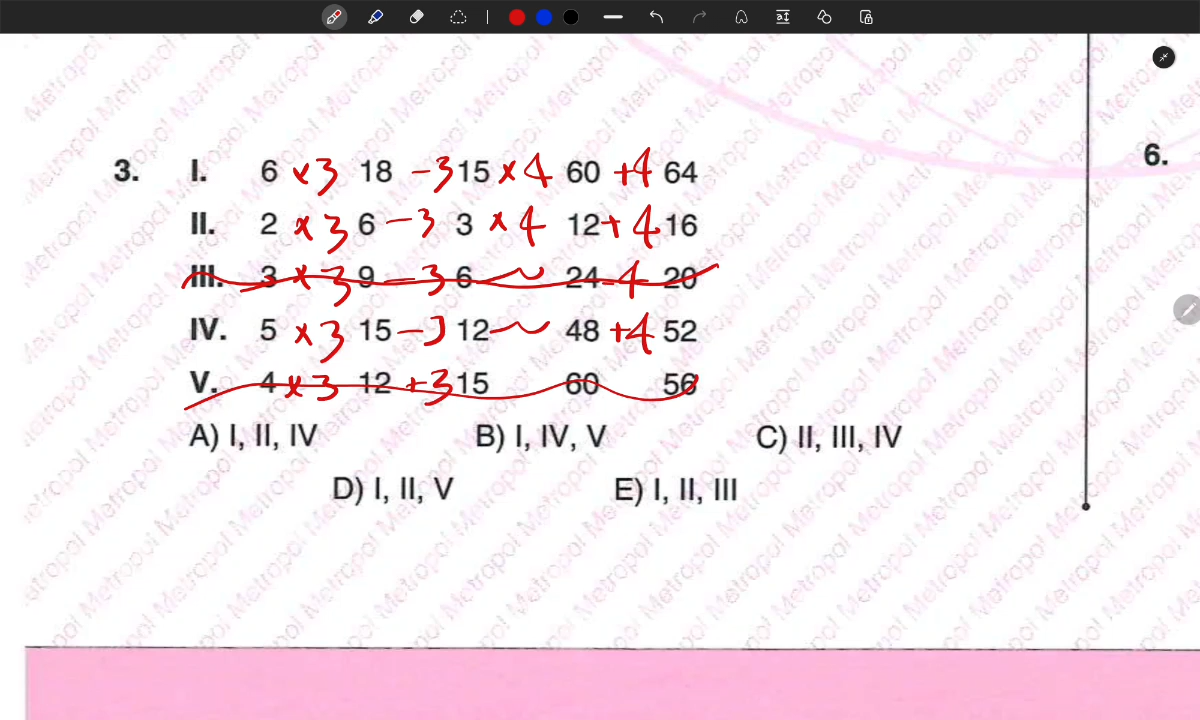 3. I. 6 ×3 18 -3 15 ×4 60 +4 64
6.
II. 2 ×3 6 -3 3 ×4 12 +4 16
III. 3 ×3 9 -3 6 24 -4 20
IV. 5 ×3 15 -3 12 48 +4 52
V. 4 ×3 12 +3 15 60 56
A) I, II, IV B) I, IV, V C) II, III, IV
D) I, II, V E) I, II, III
Metropol